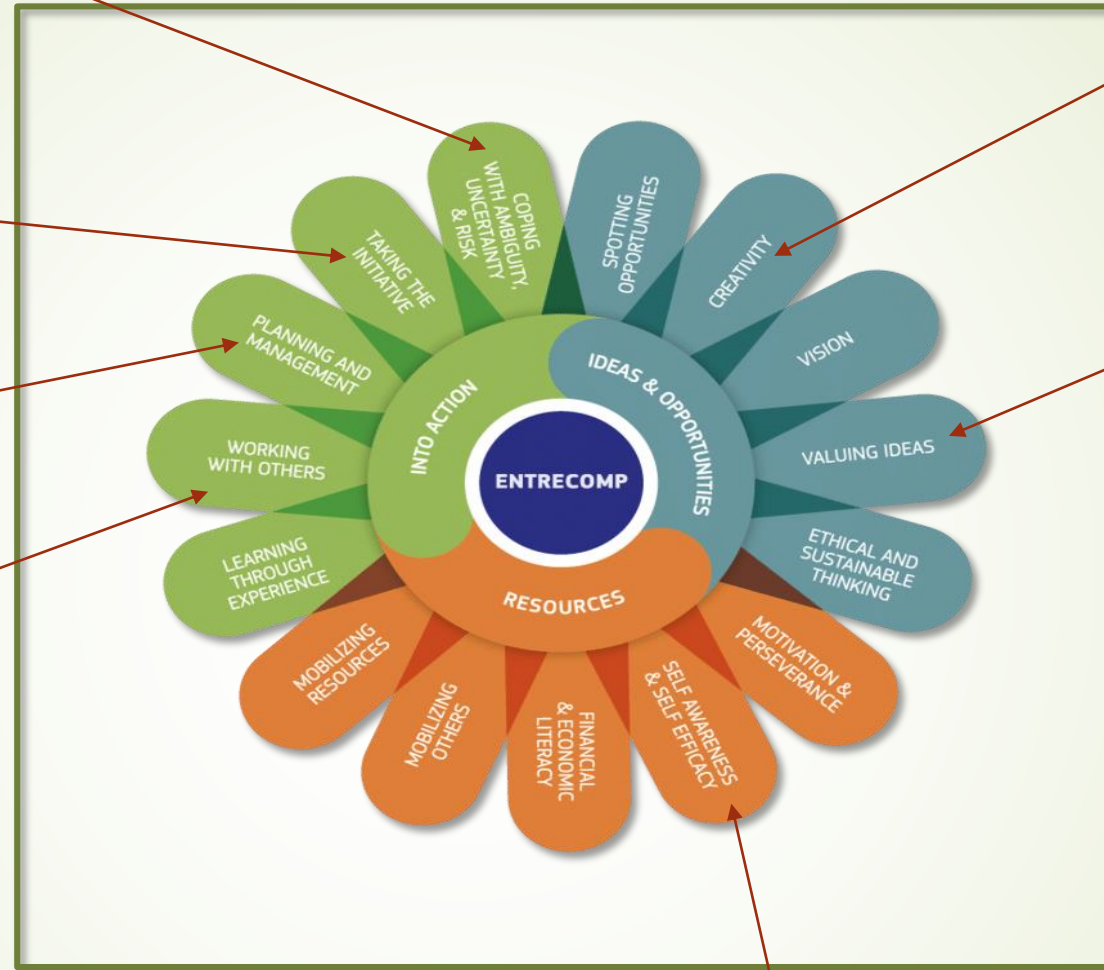 COPING
WITH AMBIGUITY,
UNCERTAINTY
& RISK
SPOTTING
OPPORTUNITIES
CREATIVITY
VISION
VALUING IDEAS
ETHICAL AND
SUSTAINABLE
THINKING
MOTIVATION &
PERSEVERANCE
SELF AWARENESS
& SELF EFFICACY
FINANCIAL
& ECONOMIC
LITERACY
MOBILIZING
OTHERS
MOBILIZING
RESOURCES
LEARNING
THROUGH
EXPERIENCE
WORKING
WITH OTHERS
PLANNING AND
MANAGEMENT
TAKING THE
INITIATIVE
INTO ACTION
IDEAS & OPPORTUNITIES
RESOURCES
ENTRECOMP